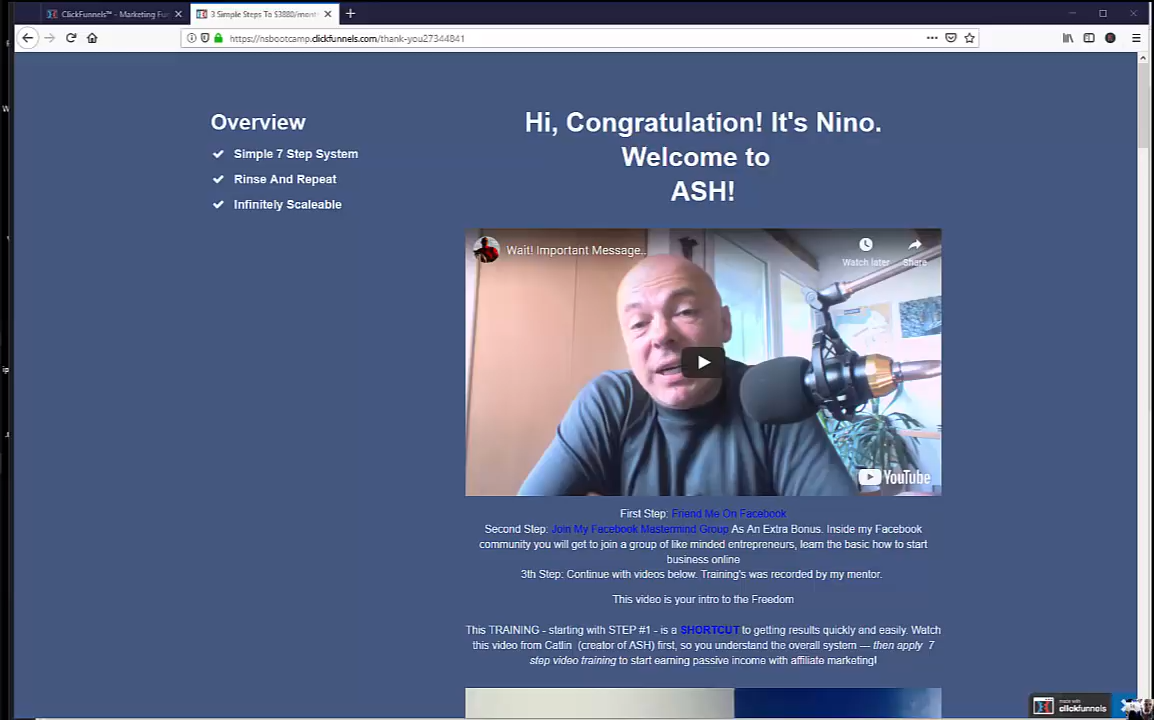 ClickFunnels™ - Marketing Fun
3 Simple Steps To $3880/mont
https://nsbootcamp.clickfunnels.com/thank-you27344841
Overview
Simple 7 Step System
Rinse And Repeat
Infinitely Scaleable
Hi, Congratulation! It's Nino.
Welcome to
ASH!
Wait! Important Message..
Watch later
Share
YouTube
First Step: Friend Me On Facebook
Second Step: Join My Facebook Mastermind Group As An Extra Bonus. Inside my Facebook
community you will get to join a group of like minded entrepreneurs, learn the basic how to start
business online
3th Step: Continue with videos below. Training's was recorded by my mentor.
This video is your intro to the Freedom
This TRAINING - starting with STEP #1 - is a SHORTCUT to getting results quickly and easily. Watch
this video from Catlin (creator of ASH) first, so you understand the overall system — then apply 7
step video training to start earning passive income with affiliate marketing!
made with
clickfunnels